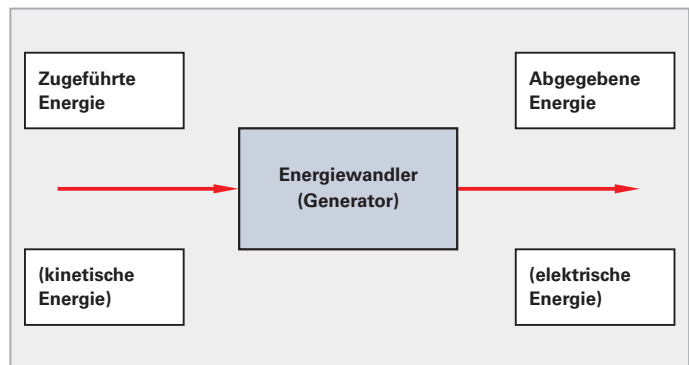 Zugeführte
Energie
Abgegebene
Energie
Energiewandler
(Generator)
(kinetische
Energie)
(elektrische
Energie)